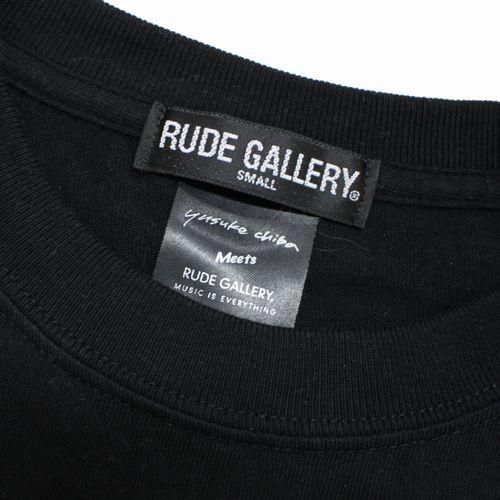 RUDE GALLERY®
SMALL
yusuke chiba
Meets
RUDE GALLERY.
MUSIC IS EVERYTHING